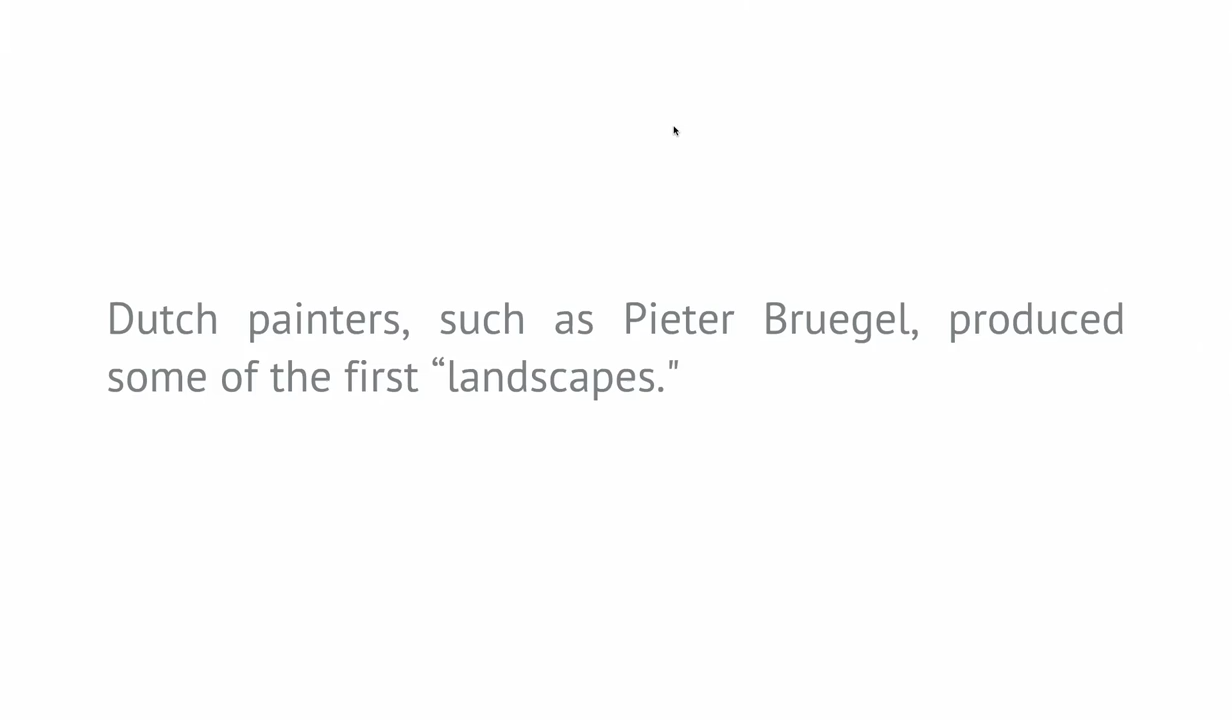 Dutch painters, such as Pieter Bruegel, produced
some of the first “landscapes."